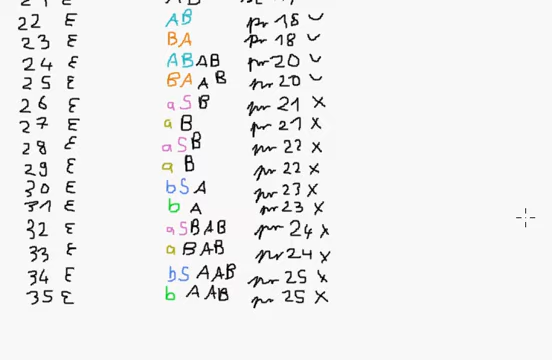 22 ε AB pr 18 ✓
23 ε BA pr 18 ✓
24 ε ABAB pr 20 ✓
25 ε BAAB pr 20 ✓
26 ε aSB pr 21 X
27 ε aB pr 21 X
28 ε aSB pr 22 X
29 ε aB pr 22 X
30 ε bSA pr 23 X
31 ε bA pr 23 X
32 ε aSBAB pr 24 X
33 ε aBAB pr 24 X
34 ε bSAAB pr 25 X
35 ε bAAB pr 25 X